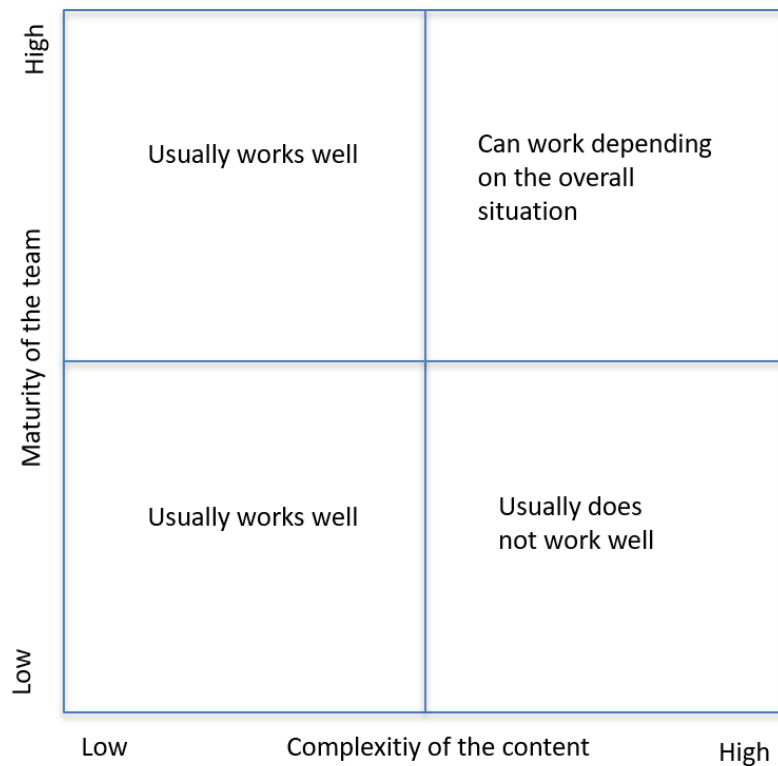 High
Usually works well
Can work depending
on the overall
situation
Maturity of the team
Usually works well
Usually does
not work well
Low
Low
Complexitiy of the content
High